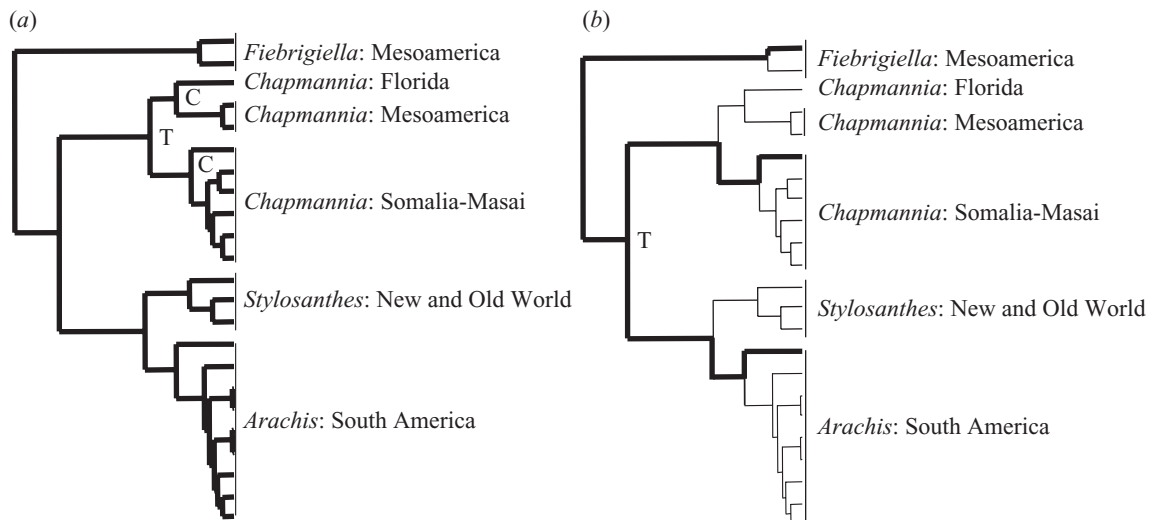 (a)
Fiebrigiella: Mesoamerica
Chapmannia: Florida
C
Chapmannia: Mesoamerica
T
C
Chapmannia: Somalia-Masai
Stylosanthes: New and Old World
Arachis: South America
(b)
Fiebrigiella: Mesoamerica
Chapmannia: Florida
Chapmannia: Mesoamerica
Chapmannia: Somalia-Masai
T
Stylosanthes: New and Old World
Arachis: South America